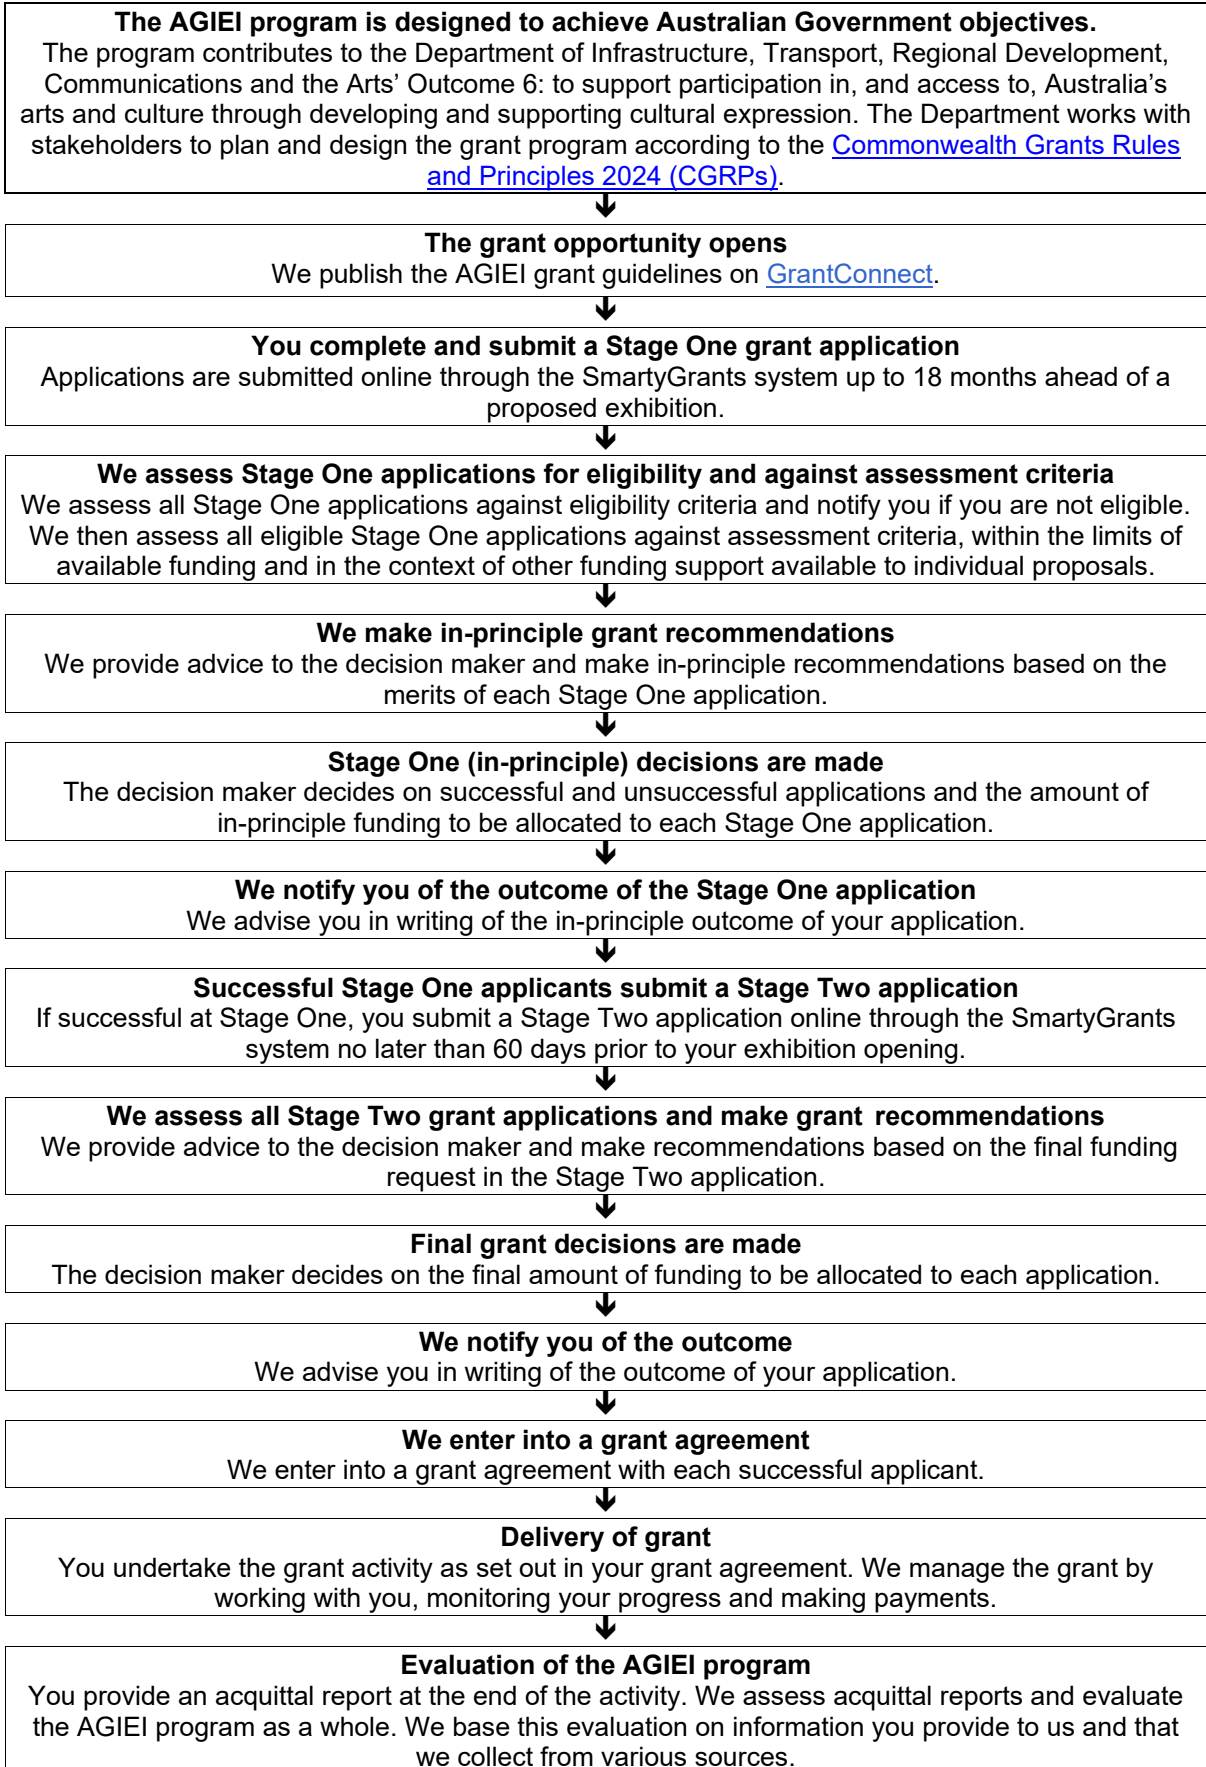 The AGIEI program is designed to achieve Australian Government objectives.
The program contributes to the Department of Infrastructure, Transport, Regional Development,
Communications and the Arts’ Outcome 6: to support participation in, and access to, Australia’s
arts and culture through developing and supporting cultural expression. The Department works with
stakeholders to plan and design the grant program according to the Commonwealth Grants Rules
and Principles 2024 (CGRPs).
The grant opportunity opens
We publish the AGIEI grant guidelines on GrantConnect.
You complete and submit a Stage One grant application
Applications are submitted online through the SmartyGrants system up to 18 months ahead of a
proposed exhibition.
We assess Stage One applications for eligibility and against assessment criteria
We assess all Stage One applications against eligibility criteria and notify you if you are not eligible.
We then assess all eligible Stage One applications against assessment criteria, within the limits of
available funding and in the context of other funding support available to individual proposals.
We make in-principle grant recommendations
We provide advice to the decision maker and make in-principle recommendations based on the
merits of each Stage One application.
Stage One (in-principle) decisions are made
The decision maker decides on successful and unsuccessful applications and the amount of
in-principle funding to be allocated to each Stage One application.
We notify you of the outcome of the Stage One application
We advise you in writing of the in-principle outcome of your application.
Successful Stage One applicants submit a Stage Two application
If successful at Stage One, you submit a Stage Two application online through the SmartyGrants
system no later than 60 days prior to your exhibition opening.
We assess all Stage Two grant applications and make grant recommendations
We provide advice to the decision maker and make recommendations based on the final funding
request in the Stage Two application.
Final grant decisions are made
The decision maker decides on the final amount of funding to be allocated to each application.
We notify you of the outcome
We advise you in writing of the outcome of your application.
We enter into a grant agreement
We enter into a grant agreement with each successful applicant.
Delivery of grant
You undertake the grant activity as set out in your grant agreement. We manage the grant by
working with you, monitoring your progress and making payments.
Evaluation of the AGIEI program
You provide an acquittal report at the end of the activity. We assess acquittal reports and evaluate
the AGIEI program as a whole. We base this evaluation on information you provide to us and that
we collect from various sources.